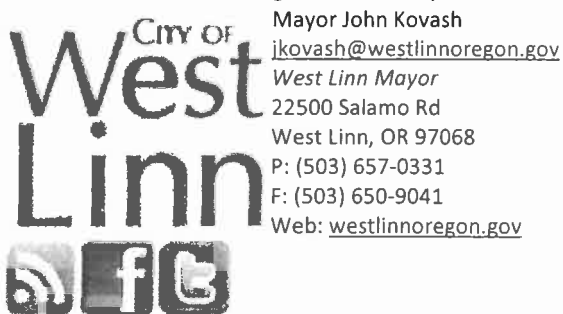 CITY OF
West
Linn
Mayor John Kovash
jkovash@westlinnoregon.gov
West Linn Mayor
22500 Salamo Rd
West Linn, OR 97068
P: (503) 657-0331
F: (503) 650-9041
Web: westlinnoregon.gov
f
t